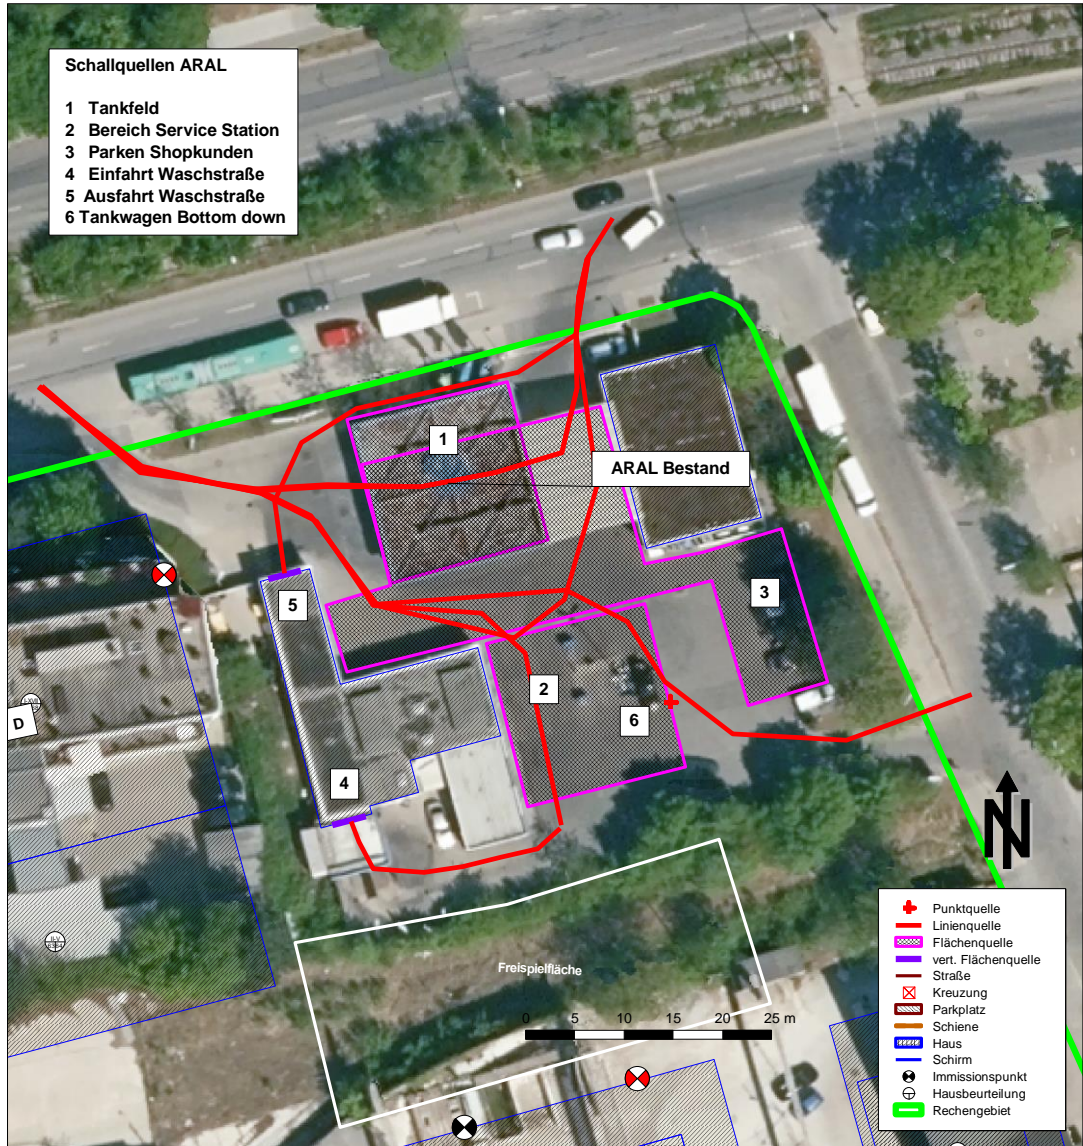 Schallquellen ARAL
1 Tankfeld
2 Bereich Service Station
3 Parken Shopkunden
4 Einfahrt Waschstraße
5 Ausfahrt Waschstraße
6 Tankwagen Bottom down
1
ARAL Bestand
5
3
2
6
D
4
N
Freispielfläche
0 5 10 15 20 25 m
Punktquelle
Linienquelle
Flächenquelle
vert. Flächenquelle
Straße
Kreuzung
Parkplatz
Schiene
Haus
Schirm
Immissionspunkt
Hausbeurteilung
Rechengebiet